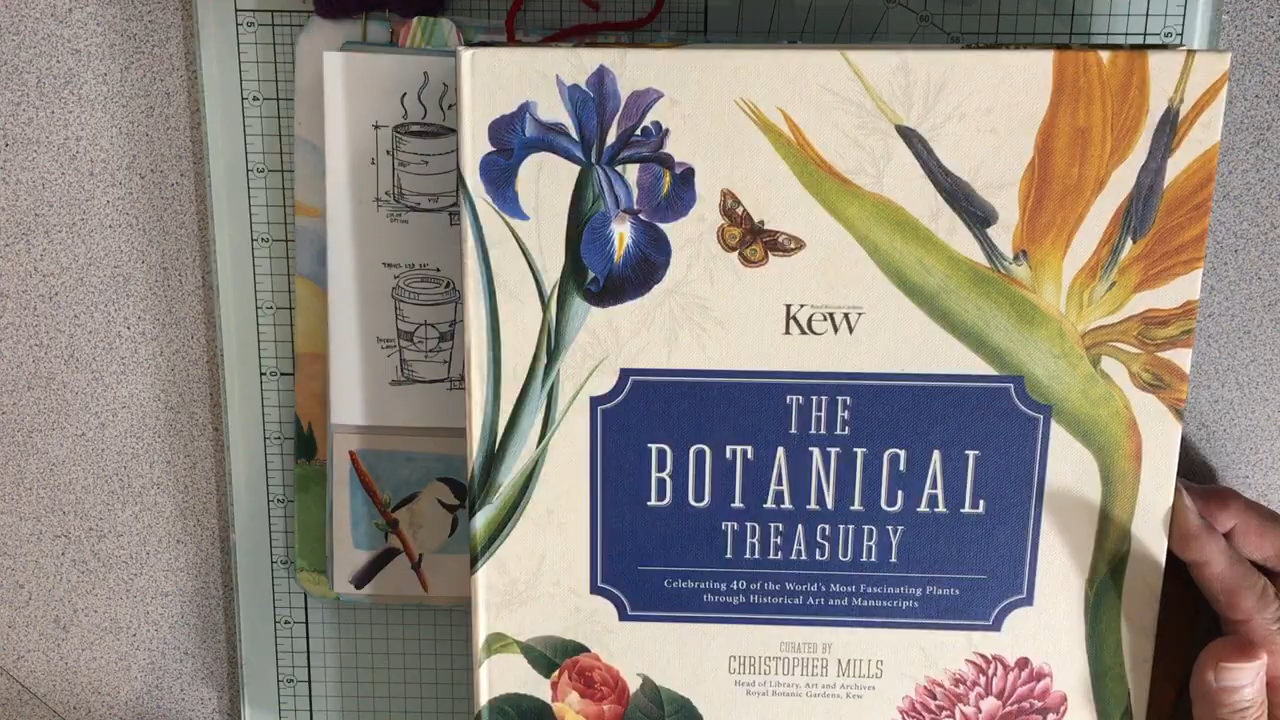 Kew
THE
BOTANICAL
TREASURY
Celebrating 40 of the World's Most Fascinating Plants
through Historical Art and Manuscripts
CURATED BY
CHRISTOPHER MILLS
Head of Library, Art and Archives
Royal Botanic Gardens, Kew